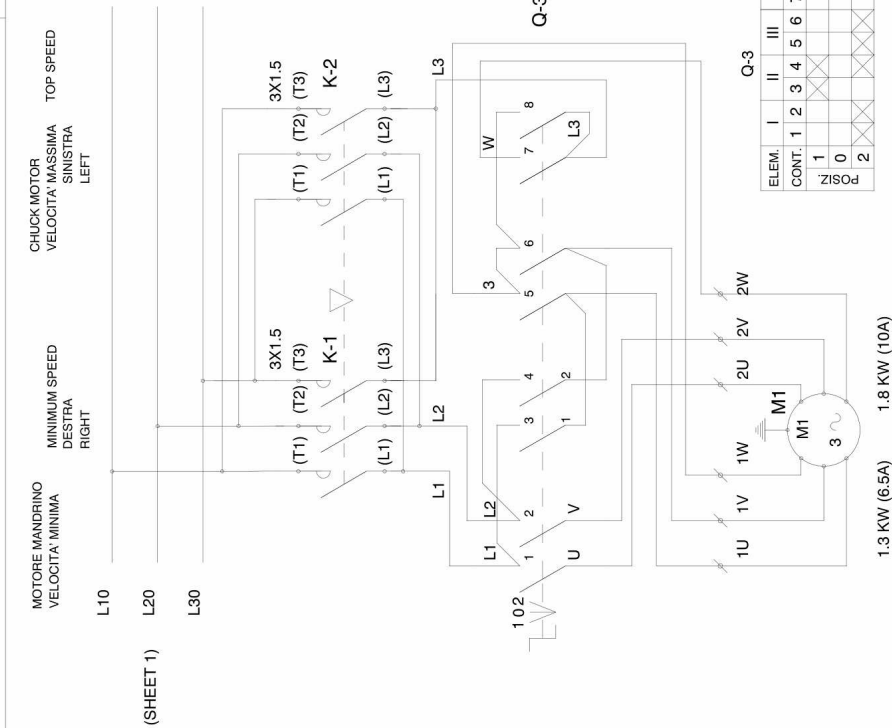 MOTORE MANDRINO
VELOCITA' MINIMA
MINIMUM SPEED
DESTRA
RIGHT
CHUCK MOTOR
VELOCITA' MASSIMA
SINISTRA
LEFT
TOP SPEED
L10
L20
L30
(SHEET 1)
3X1.5
(T1) (T2) (T3)
K-1
(L1) (L2) (L3)
3X1.5
(T1) (T2) (T3)
K-2
(L1) (L2) (L3)
L1
L2
L3
Q-3
102
L1 L2 3 W
1 2 3 4 5 6 7 8
U V 1 2 L3
1U 1V 1W 2U 2V 2W
M1
M1
3
1.3 KW (6.5A)
1.8 KW (10A)
Q-3
ELEM. I II III
CONT. 1 2 3 4 5 6
POSIZ.
1
0
2